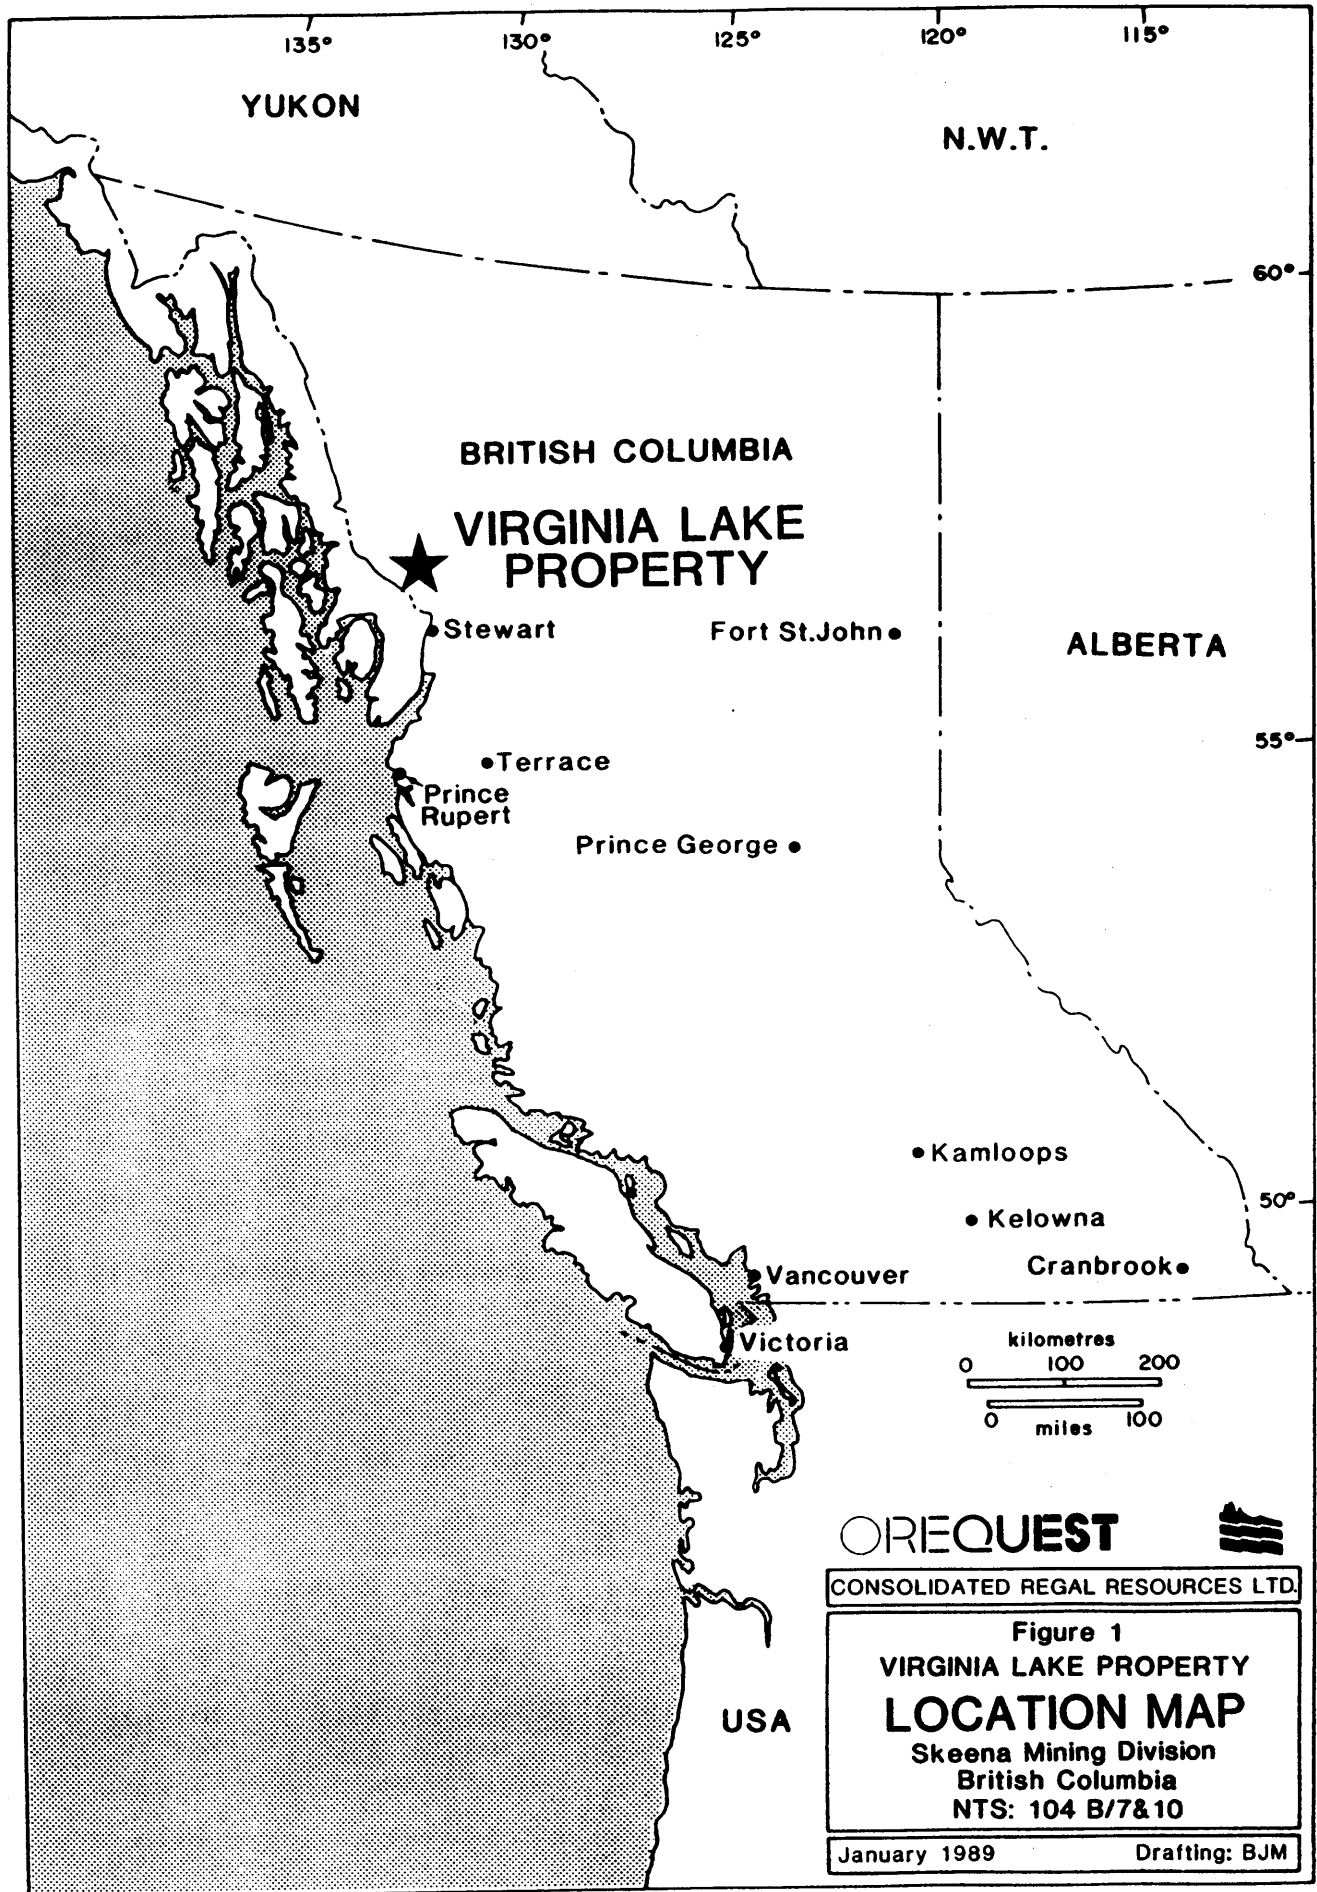 135°
130°
125°
120°
115°
YUKON
N.W.T.
60°
BRITISH COLUMBIA
VIRGINIA LAKE
PROPERTY
Stewart
Fort St.John
ALBERTA
55°
Terrace
Prince
Rupert
Prince George
Kamloops
50°
Kelowna
Cranbrook
Vancouver
Victoria
kilometres
0 100 200
0 100
miles
OREQUEST
CONSOLIDATED REGAL RESOURCES LTD.
Figure 1
VIRGINIA LAKE PROPERTY
LOCATION MAP
USA
Skeena Mining Division
British Columbia
NTS: 104 B/7&10
January 1989 Drafting: BJM